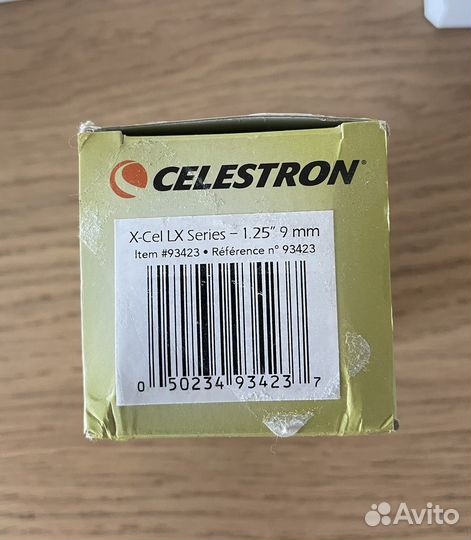 CELESTRON®
X-Cel LX Series – 1.25" 9 mm
Item #93423 • Référence n° 93423
0 50234 93423 7
Avito